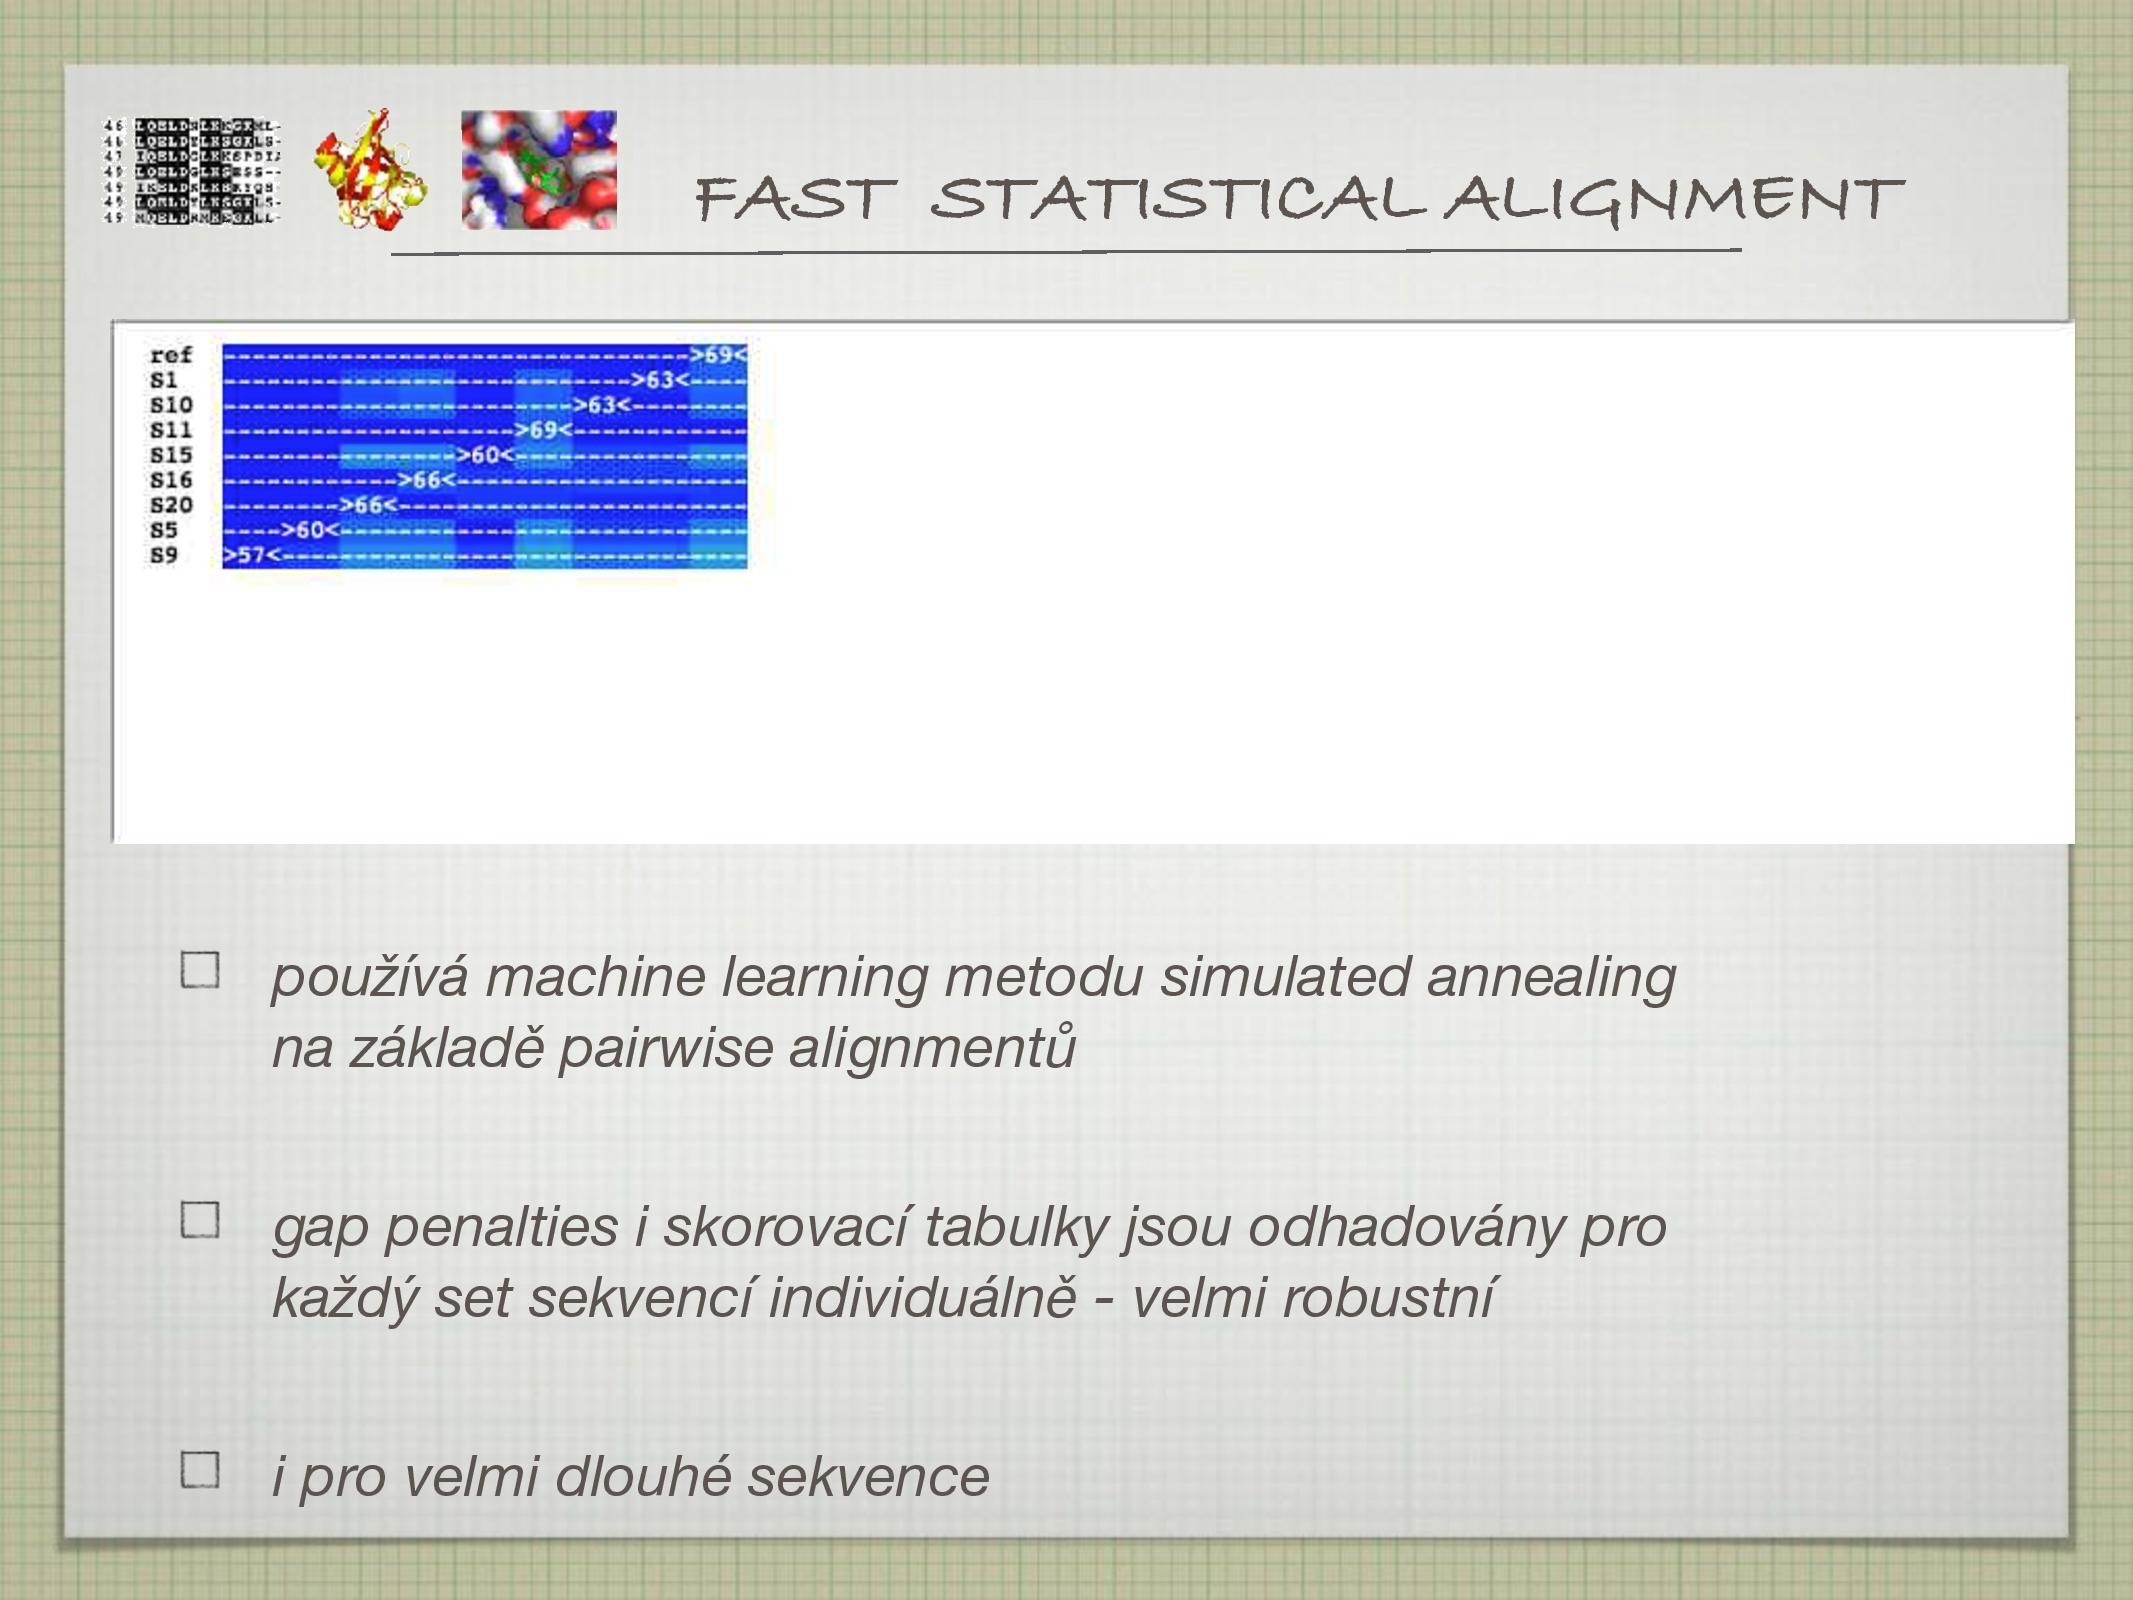 FAST STATISTICAL ALIGNMENT
ref -------------------------------->69<
S1 ---------------------------->63<----
S10 ------------------------>63<--------
S11 -------------------->69<------------
S15 ---------------->60<----------------
S16 ------------>66<--------------------
S20 -------->66<------------------------
S5 ---->60<----------------------------
S9 >57<--------------------------------
používá machine learning metodu simulated annealing
na základě pairwise alignmentů
gap penalties i skorovací tabulky jsou odhadovány pro
každý set sekvencí individuálně - velmi robustní
i pro velmi dlouhé sekvence